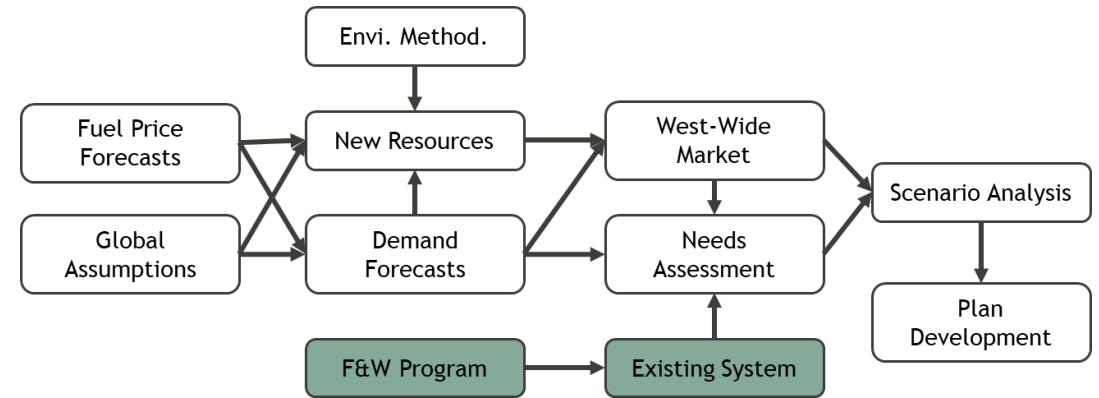 Envi. Method.
Fuel Price
Forecasts
New Resources
West-Wide
Market
Scenario Analysis
Global
Assumptions
Demand
Forecasts
Needs
Assessment
Plan
Development
F&W Program
Existing System